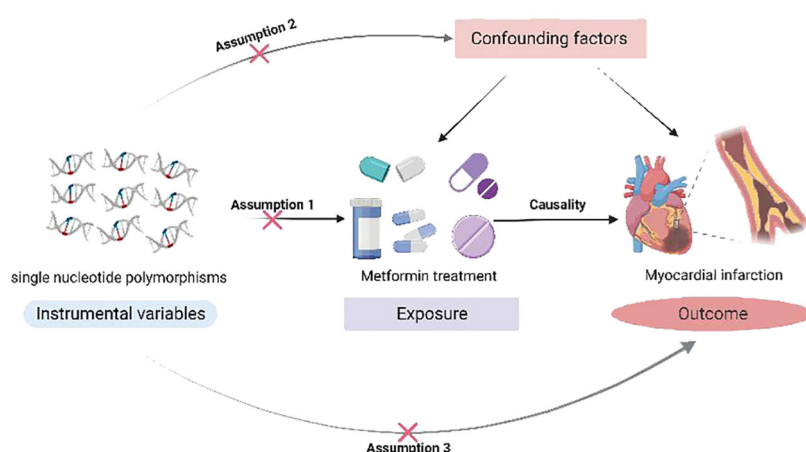 Assumption 2
Confounding factors
Assumption 1
Causality
single nucleotide polymorphisms
Metformin treatment
Myocardial infarction
Instrumental variables
Exposure
Outcome
Assumption 3